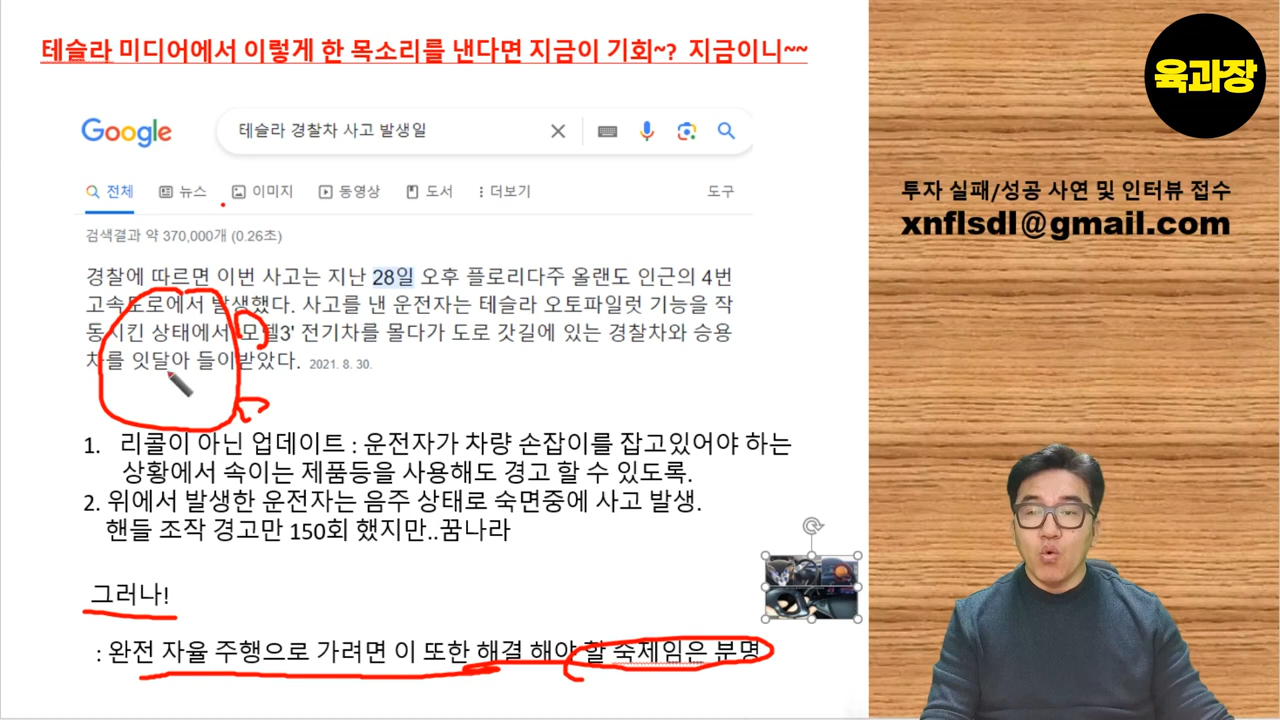 테슬라 미디어에서 이렇게 한 목소리를 낸다면 지금이 기회~? 지금이니~~
육과장
Google
테슬라 경찰차 사고 발생일
전체 뉴스 이미지 동영상 도서 더보기 도구
검색결과 약 370,000개 (0.26초)
투자 실패/성공 사연 및 인터뷰 접수
xnflsdl@gmail.com
경찰에 따르면 이번 사고는 지난 28일 오후 플로리다주 올랜도 인근의 4번
고속도로에서 발생했다. 사고를 낸 운전자는 테슬라 오토파일럿 기능을 작
동시킨 상태에서 '모델3' 전기차를 몰다가 도로 갓길에 있는 경찰차와 승용
차를 잇달아 들이받았다. 2021. 8. 30.
1. 리콜이 아닌 업데이트 : 운전자가 차량 손잡이를 잡고있어야 하는
상황에서 속이는 제품등을 사용해도 경고 할 수 있도록.
2. 위에서 발생한 운전자는 음주 상태로 숙면중에 사고 발생.
핸들 조작 경고만 150회 했지만..꿈나라
그러나!
: 완전 자율 주행으로 가려면 이 또한 해결 해야 할 숙제임은 분명